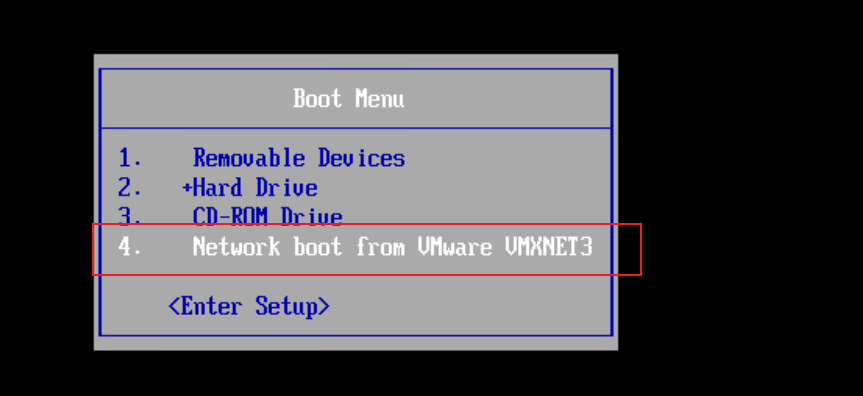 Boot Menu
1. Removable Devices
2. +Hard Drive
3. CD-ROM Drive
4. Network boot from VMware VMXNET3
<Enter Setup>